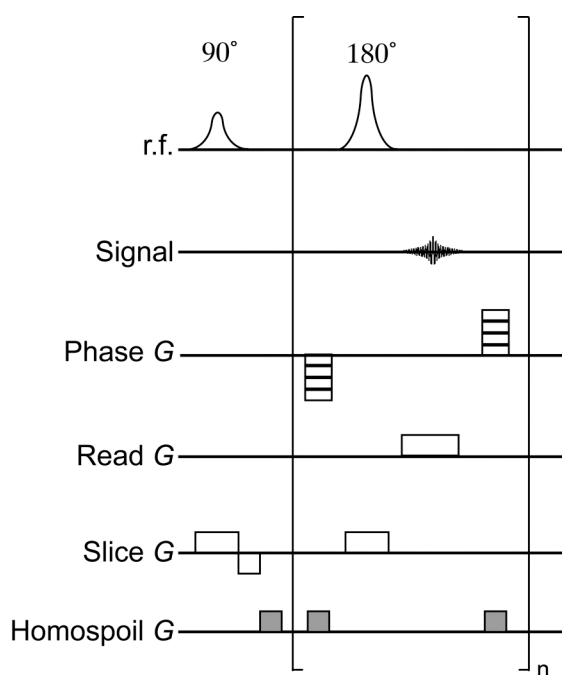 90° 180°
r.f.
Signal
Phase G
Read G
Slice G
Homospoil G
n